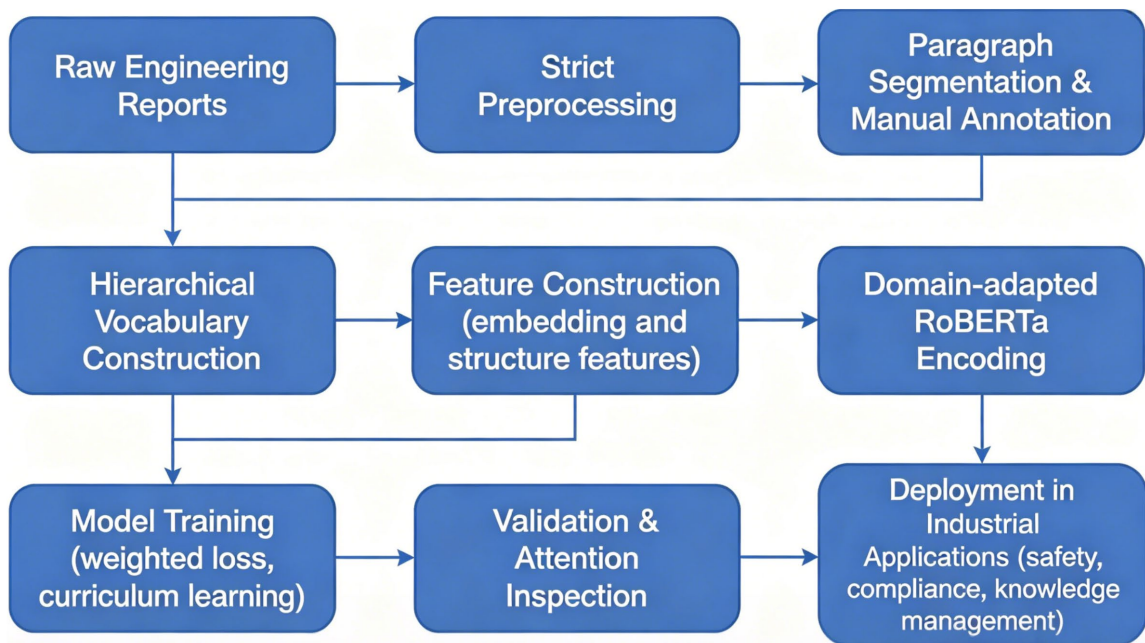 Raw Engineering
Reports
Strict
Preprocessing
Paragraph
Segmentation &
Manual Annotation
Hierarchical
Vocabulary
Construction
Feature Construction
(embedding and
structure features)
Domain-adapted
RoBERTa
Encoding
Model Training
(weighted loss,
curriculum learning)
Validation &
Attention
Inspection
Deployment in
Industrial
Applications (safety,
compliance, knowledge
management)